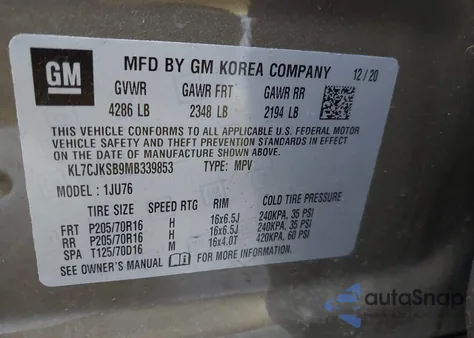 GM
MFD BY GM KOREA COMPANY 12/20
GVWR GAWR FRT GAWR RR
4286 LB 2348 LB 2194 LB
THIS VEHICLE CONFORMS TO ALL APPLICABLE U.S. FEDERAL MOTOR
VEHICLE SAFETY AND THEFT PREVENTION STANDARDS IN EFFECT ON
THE DATE OF MANUFACTURE SHOWN ABOVE.
KL7CJKSB9MB339853 TYPE: MPV
MODEL : 1JU76
TIRE SIZE SPEED RTG RIM COLD TIRE PRESSURE
FRT P205/70R16 H 16x6.5J 240KPA, 35 PSI
RR P205/70R16 H 16x6.5J 240KPA, 35 PSI
SPA T125/70D16 M 16x4.0T 420KPA, 60 PSI
SEE OWNER'S MANUAL i FOR MORE INFORMATION.
autoSnap